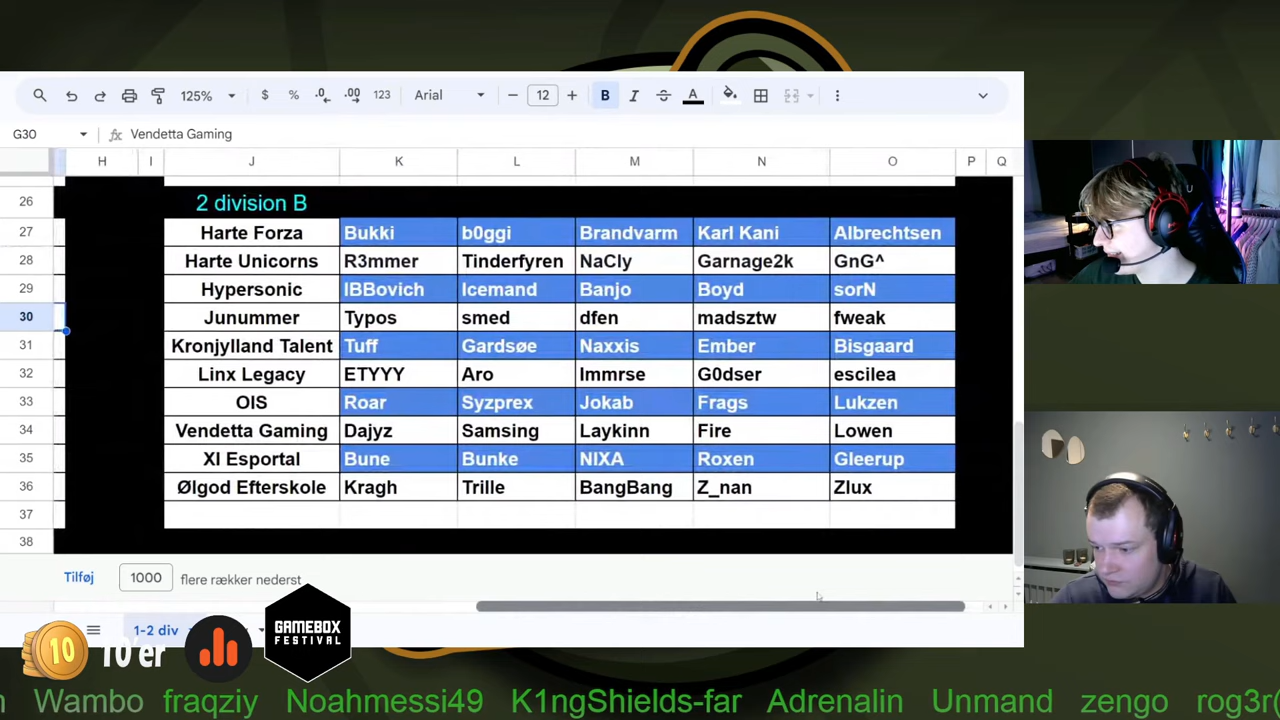 125% $ % .0 .00 123 Arial 12 B I S A
G30 fx Vendetta Gaming
H I J K L M N O P Q
26 2 division B
27 Harte Forza Bukki b0ggi Brandvarm Karl Kani Albrechtsen
28 Harte Unicorns R3mmer Tinderfyren NaCly Garnage2k GnG^
29 Hypersonic IBBovich Icemand Banjo Boyd sorN
30 Junummer Typos smed dfen madsztw fweak
31 Kronjylland Talent Tuff Gardsøe Naxxis Ember Bisgaard
32 Linx Legacy ETYYY Aro Immrse G0dser escilea
33 OIS Roar Syzprex Jokab Frags Lukzen
34 Vendetta Gaming Dajyz Samsing Laykinn Fire Lowen
35 XI Esportal Bune Bunke NIXA Roxen Gleerup
36 Ølgod Efterskole Kragh Trille BangBang Z_nan Zlux
37
38
Tilføj 1000 flere rækker nederst
1-2 div
10 10'er GAMEBOX
FESTIVAL
Wambo fraqziy Noahmessi49 K1ngShields-far Adrenalin Unmand zengo